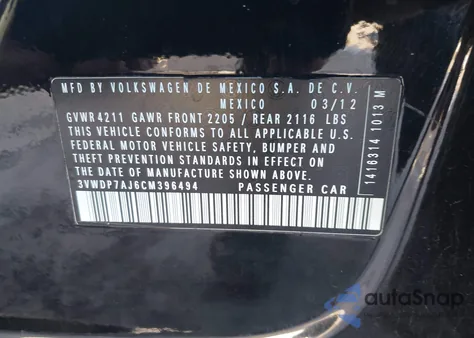 MFD BY VOLKSWAGEN DE MEXICO S.A. DE C.V.
MEXICO 03/12
GVWR 4211 GAWR FRONT 2205 / REAR 2116 LBS
THIS VEHICLE CONFORMS TO ALL APPLICABLE U.S.
FEDERAL MOTOR VEHICLE SAFETY, BUMPER AND
THEFT PREVENTION STANDARDS IN EFFECT ON THE
DATE OF MANUFACTURE SHOWN ABOVE.
3VWDP7AJ6CM396494 PASSENGER CAR
1416314 1013 M
autoSnap